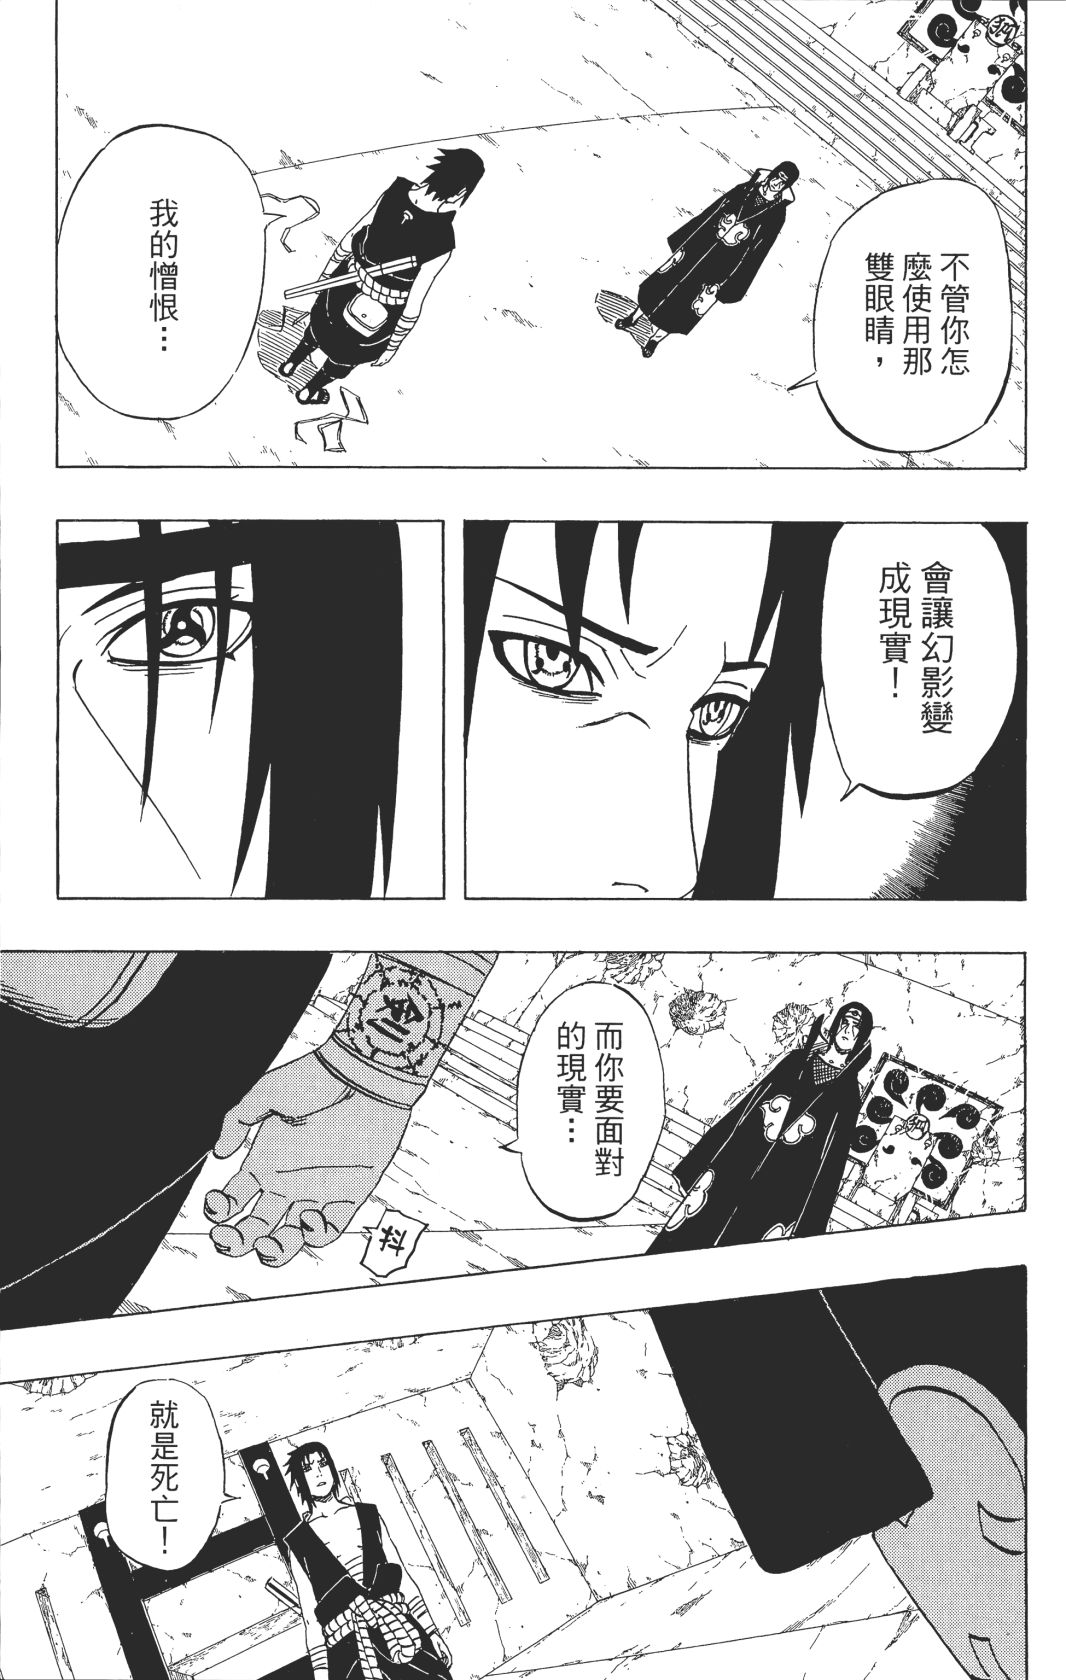 不管你怎
麼使用那
雙眼睛，
我的憎恨…
會讓幻影變
成現實！
而你要面對
的現實…
抖
就是死亡！